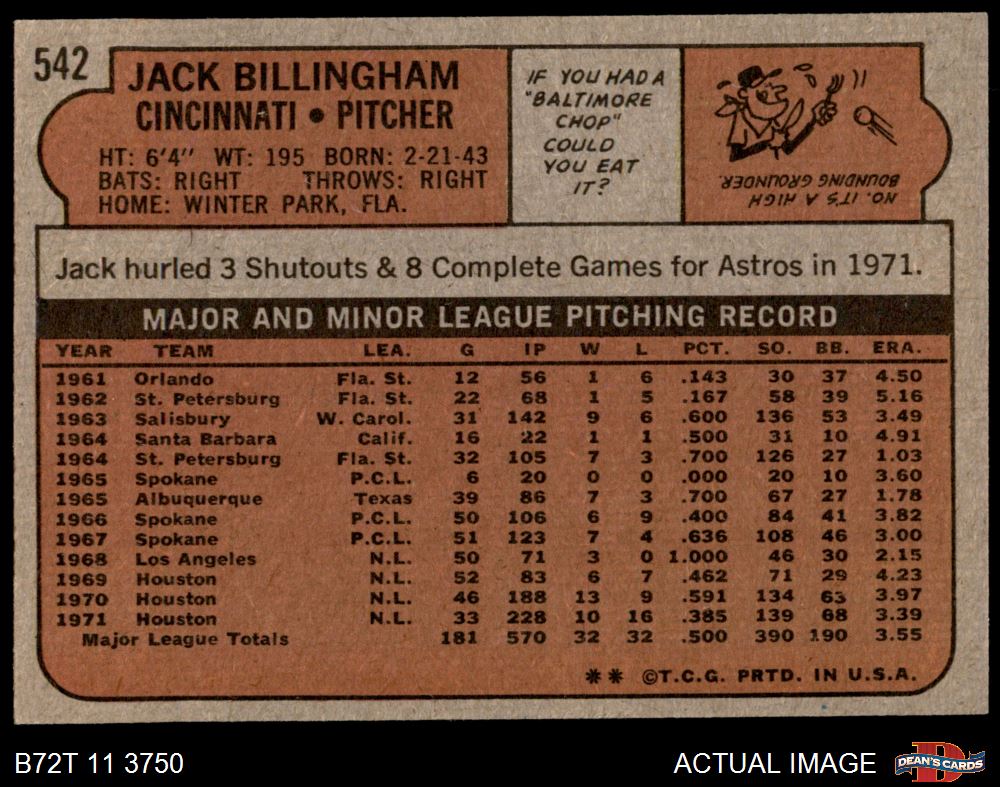 542
JACK BILLINGHAM
CINCINNATI • PITCHER
HT: 6'4" WT: 195 BORN: 2-21-43
BATS: RIGHT THROWS: RIGHT
HOME: WINTER PARK, FLA.
IF YOU HAD A
"BALTIMORE
CHOP"
COULD
YOU EAT
IT?
NO. IT'S A HIGH
BOUNDING GROUNDER.
Jack hurled 3 Shutouts & 8 Complete Games for Astros in 1971.
MAJOR AND MINOR LEAGUE PITCHING RECORD
YEAR TEAM LEA. G IP W L PCT. SO. BB. ERA.
1961 Orlando Fla. St. 12 56 1 6 .143 30 37 4.50
1962 St. Petersburg Fla. St. 22 68 1 5 .167 58 39 5.16
1963 Salisbury W. Carol. 31 142 9 6 .600 136 53 3.49
1964 Santa Barbara Calif. 16 22 1 1 .500 31 10 4.91
1964 St. Petersburg Fla. St. 32 105 7 3 .700 126 27 1.03
1965 Spokane P.C.L. 6 20 0 0 .000 20 10 3.60
1965 Albuquerque Texas 39 86 7 3 .700 67 27 1.78
1966 Spokane P.C.L. 50 106 6 9 .400 84 41 3.82
1967 Spokane P.C.L. 51 123 7 4 .636 108 46 3.00
1968 Los Angeles N.L. 50 71 3 0 1.000 46 30 2.15
1969 Houston N.L. 52 83 6 7 .462 71 29 4.23
1970 Houston N.L. 46 188 13 9 .591 134 63 3.97
1971 Houston N.L. 33 228 10 16 .385 139 68 3.39
Major League Totals 181 570 32 32 .500 390 190 3.55
** ©T.C.G. PRTD. IN U.S.A.
B72T 11 3750
ACTUAL IMAGE
D
DEAN'S CARDS